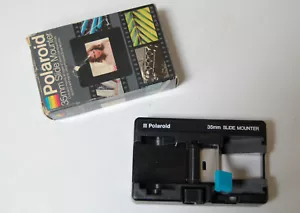 Polaroid
35mm Slide Mounter
Polaroid
35mm SLIDE MOUNTER